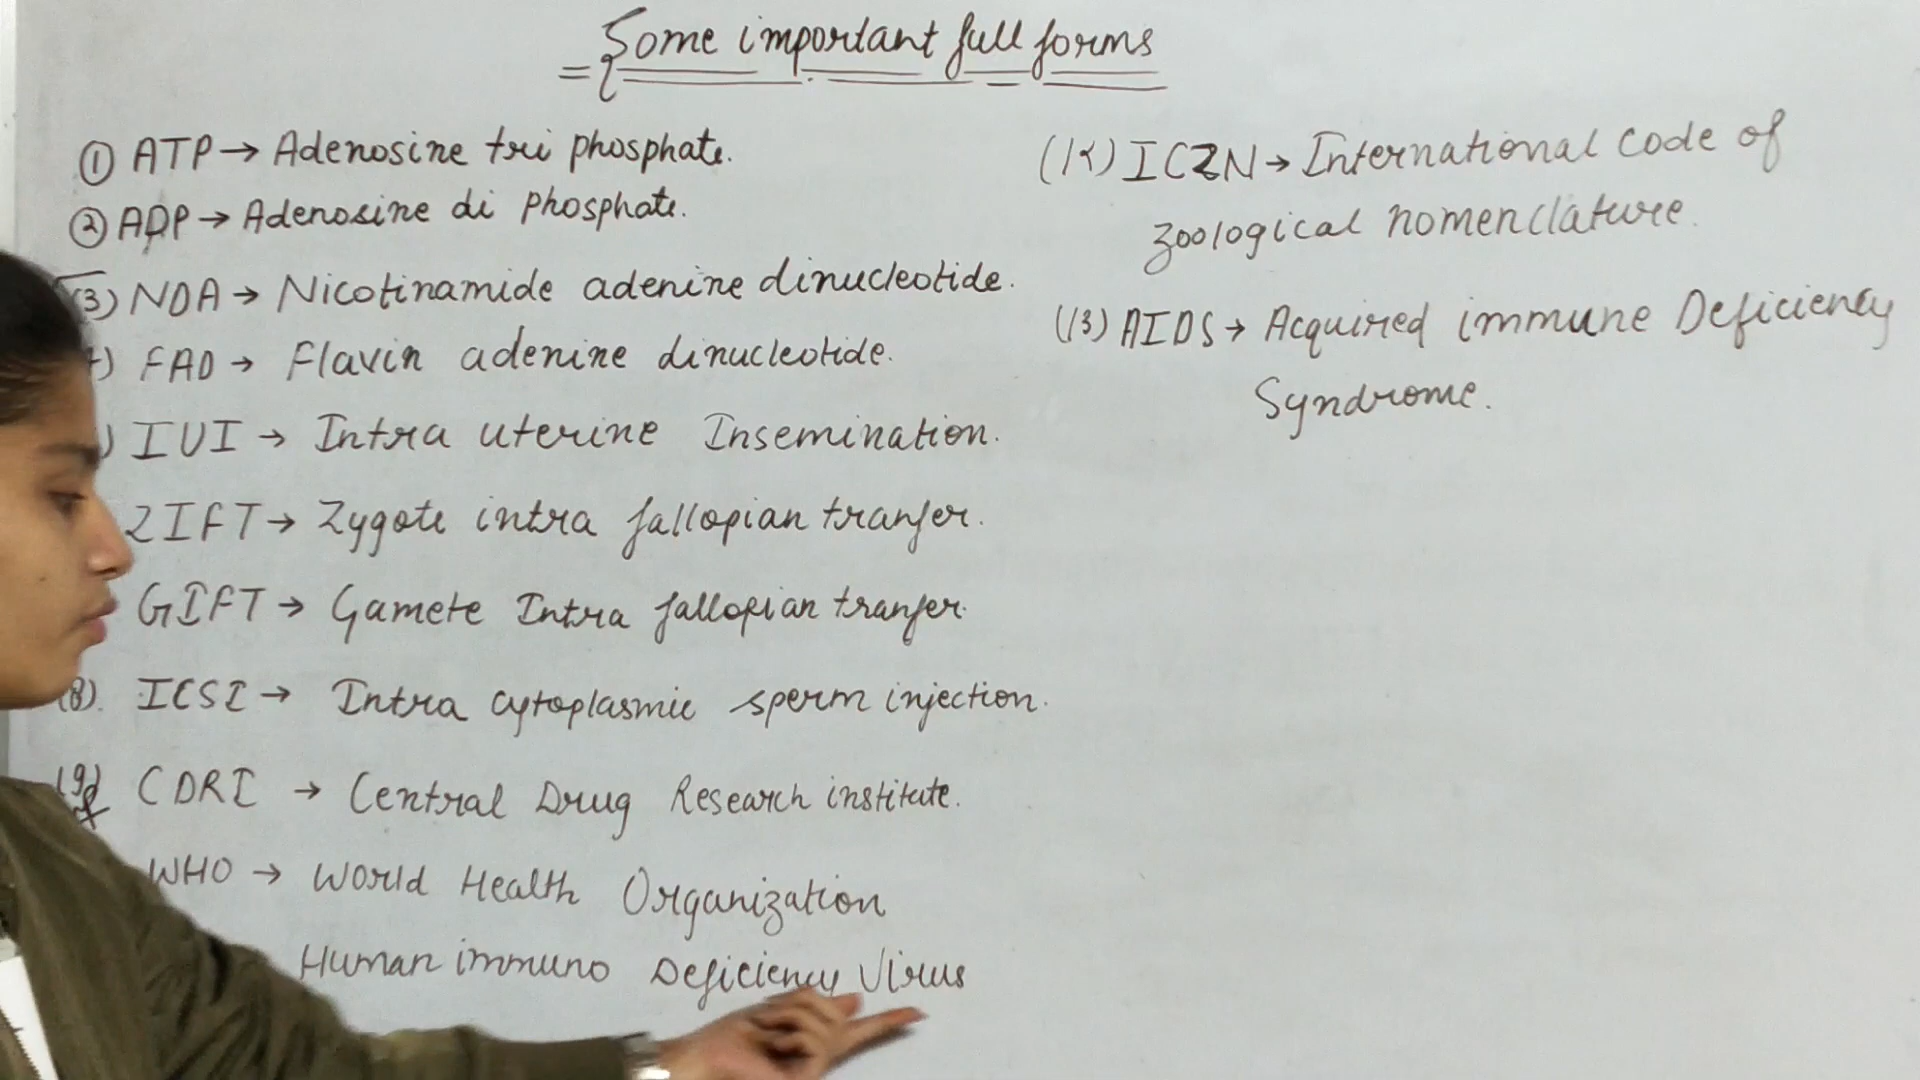 Some important full forms
① ATP → Adenosine tri phosphate.
② ADP → Adenosine di phosphate.
(3) NDA → Nicotinamide adenine dinucleotide.
) FAD → Flavin adenine dinucleotide.
) IUI → Intra uterine Insemination.
ZIFT → Zygote intra fallopian tranfer.
GIFT → Gamete Intra fallopian tranfer.
(8). ICSI → Intra cytoplasmic sperm injection.
(9) CDRI → Central Drug Research institute.
WHO → World Health Organization
Human immuno Deficiency Virus
(12) ICZN → International code of
zoological nomenclature.
(13) AIDS → Acquired immune Deficiency
Syndrome.